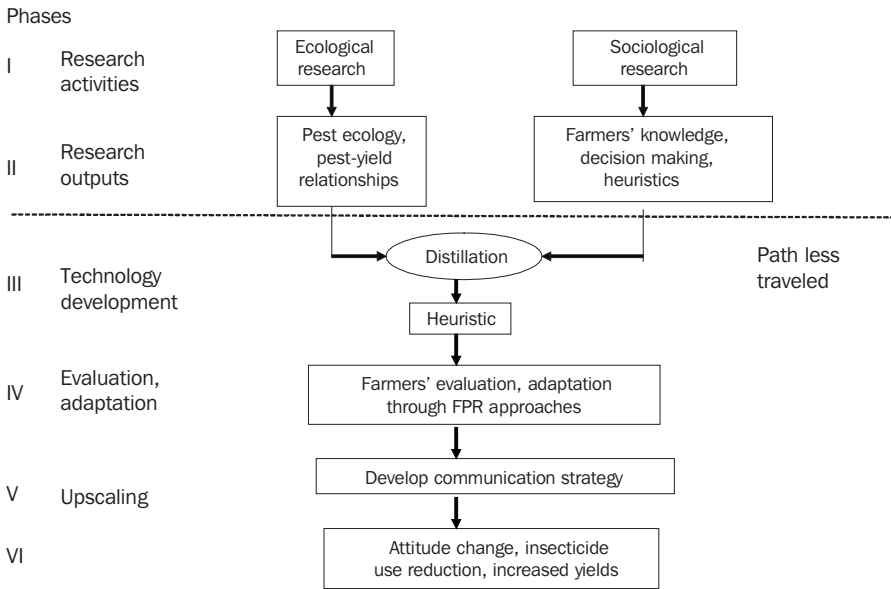 Phases
I
Research
activities
Ecological
research
Sociological
research
II
Research
outputs
Pest ecology,
pest-yield
relationships
Farmers' knowledge,
decision making,
heuristics
III
Technology
development
Distillation
Path less
traveled
Heuristic
IV
Evaluation,
adaptation
Farmers' evaluation, adaptation
through FPR approaches
V
Upscaling
Develop communication strategy
VI
Attitude change, insecticide
use reduction, increased yields